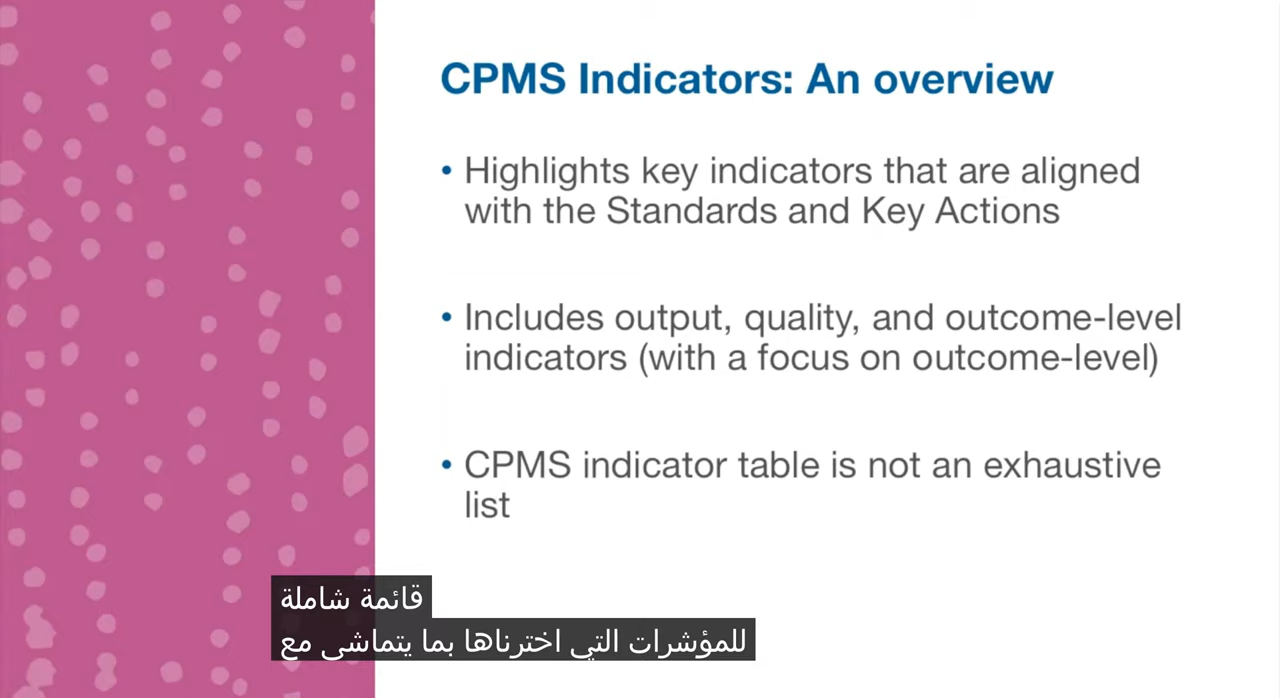 CPMS Indicators: An overview
• Highlights key indicators that are aligned
with the Standards and Key Actions
• Includes output, quality, and outcome-level
indicators (with a focus on outcome-level)
• CPMS indicator table is not an exhaustive
list
قائمة شاملة
للمؤشرات التي اخترناها بما يتماشى مع